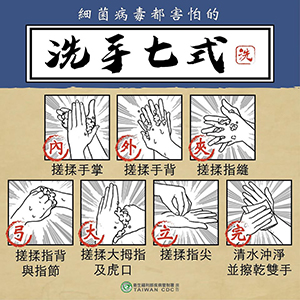 細菌病毒都害怕的
洗手七式
洗
內
外
夾
搓揉手掌
搓揉手背
搓揉指縫
弓
大
立
完
搓揉指背
與指節
搓揉大拇指
及虎口
搓揉指尖
清水沖淨
並擦乾雙手
衛生福利部疾病管制署
TAIWAN CDC